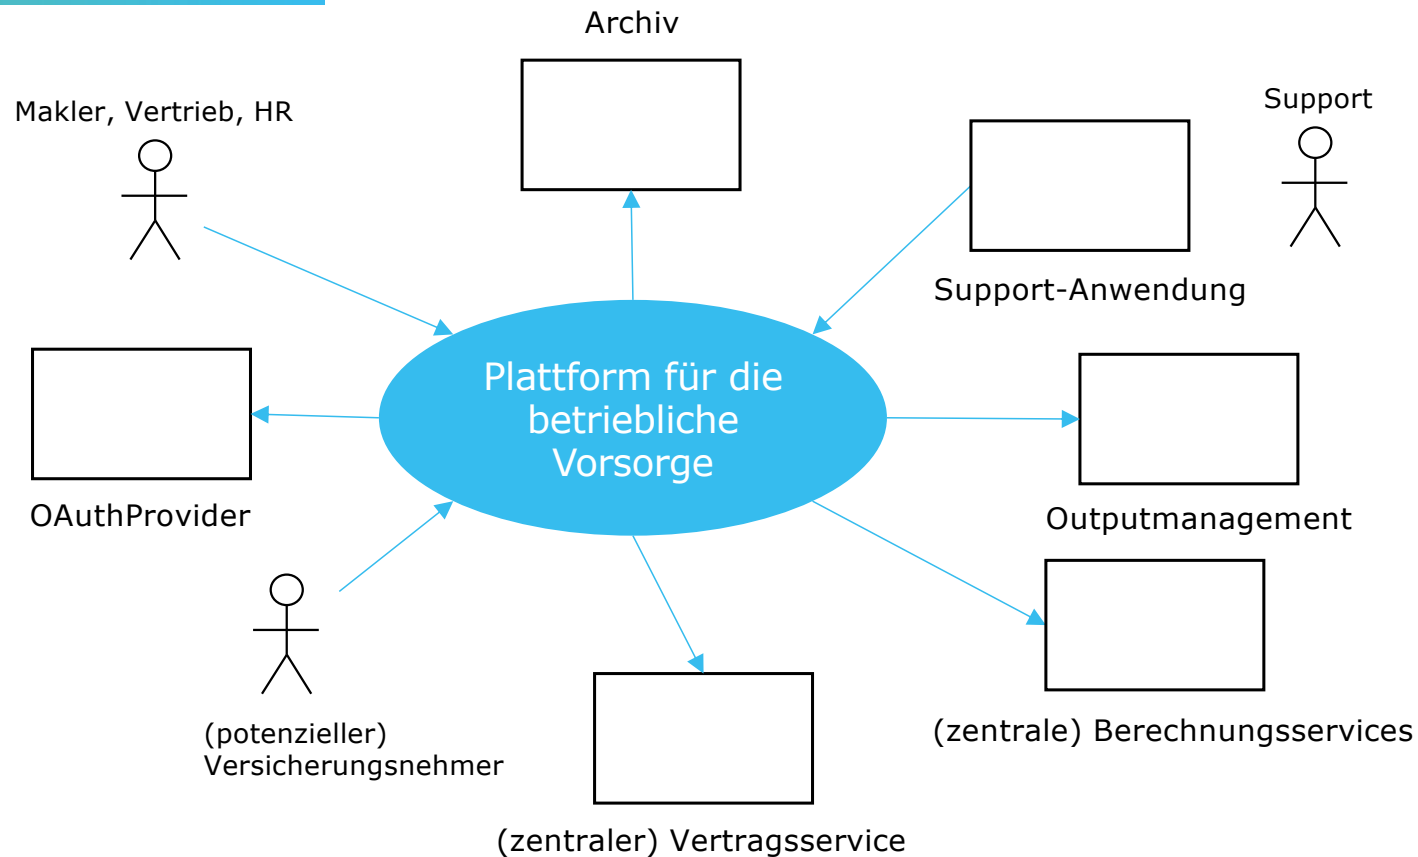 Archiv
Makler, Vertrieb, HR
Support
Support-Anwendung
Plattform für die
betriebliche
Vorsorge
OAuthProvider
Outputmanagement
(potenzieller)
Versicherungsnehmer
(zentrale) Berechnungsservices
(zentraler) Vertragsservice